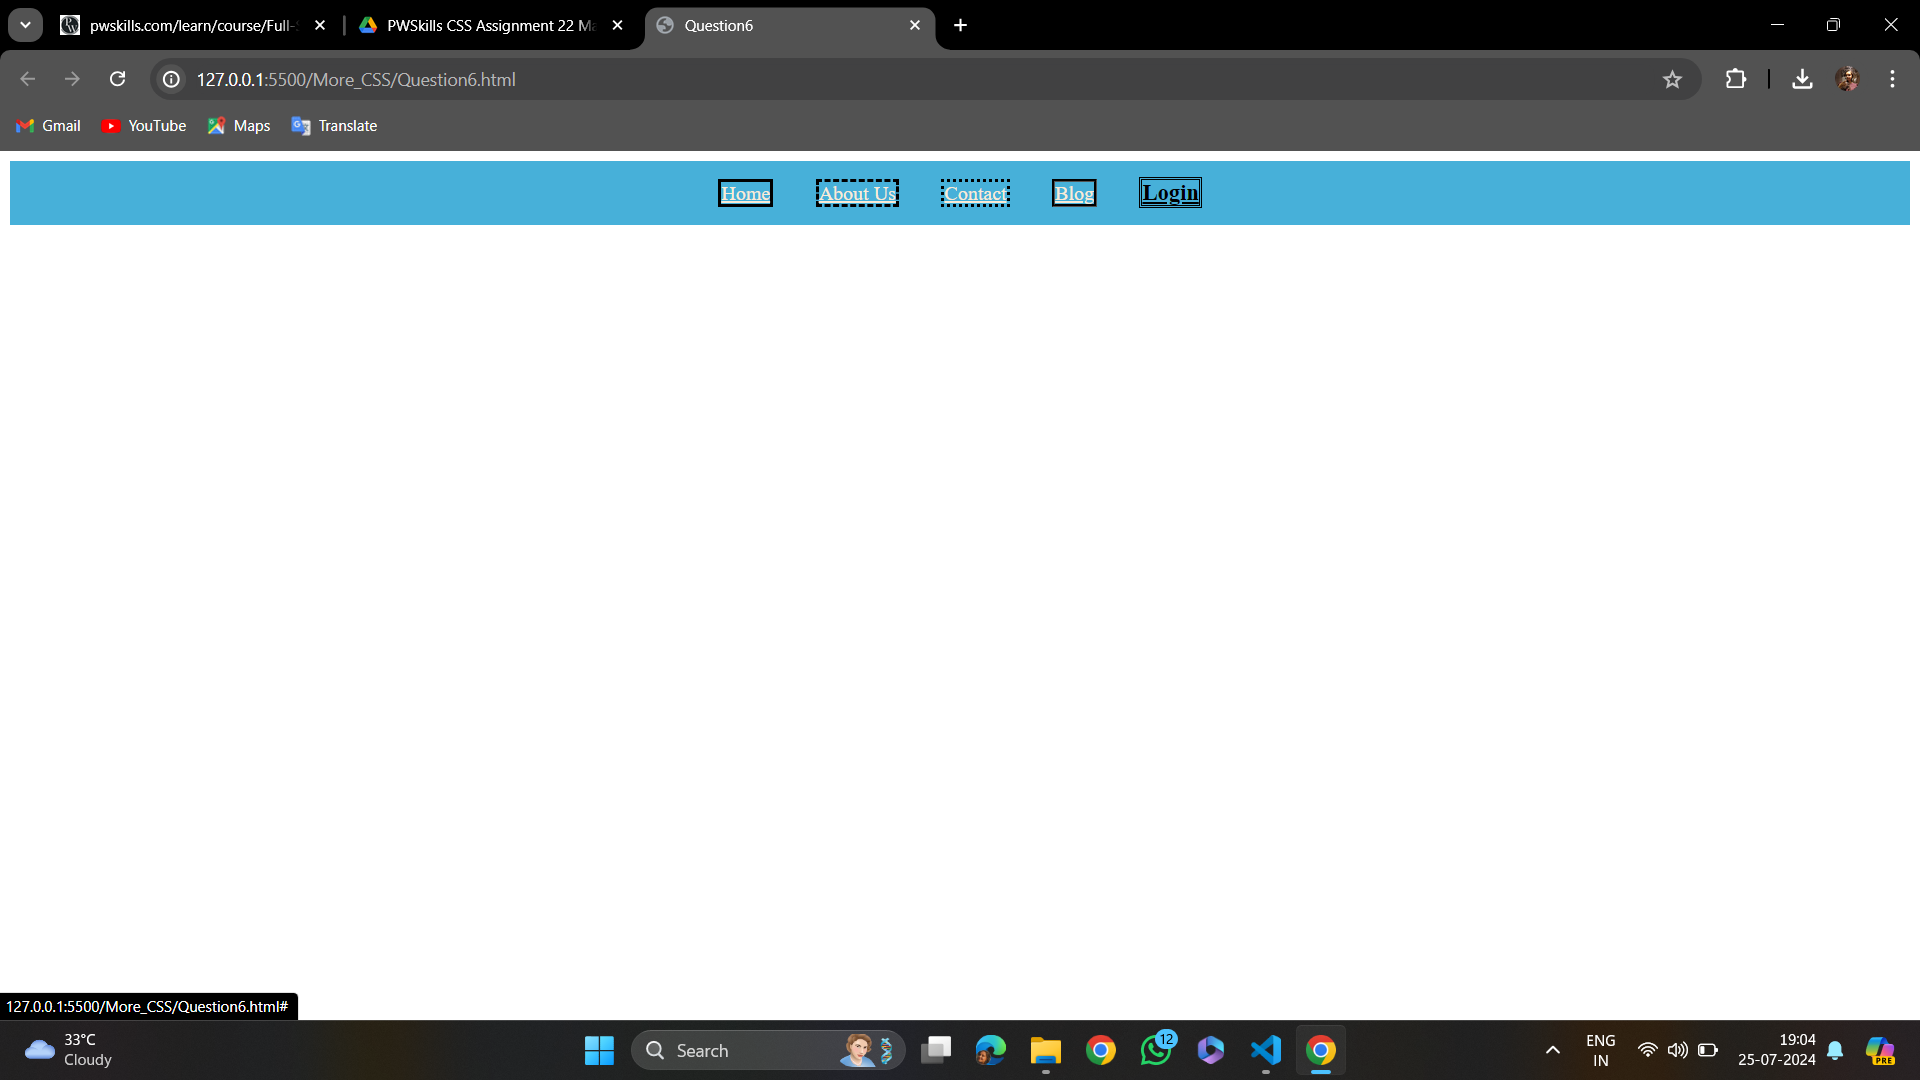 pwskills.com/learn/course/Full-S PWSkills CSS Assignment 22 Ma Question6
127.0.0.1:5500/More_CSS/Question6.html
Gmail YouTube Maps Translate
Home About Us Contact Blog Login
127.0.0.1:5500/More_CSS/Question6.html#
33°C
Cloudy
Search
12
ENG
IN
19:04
25-07-2024
PRE